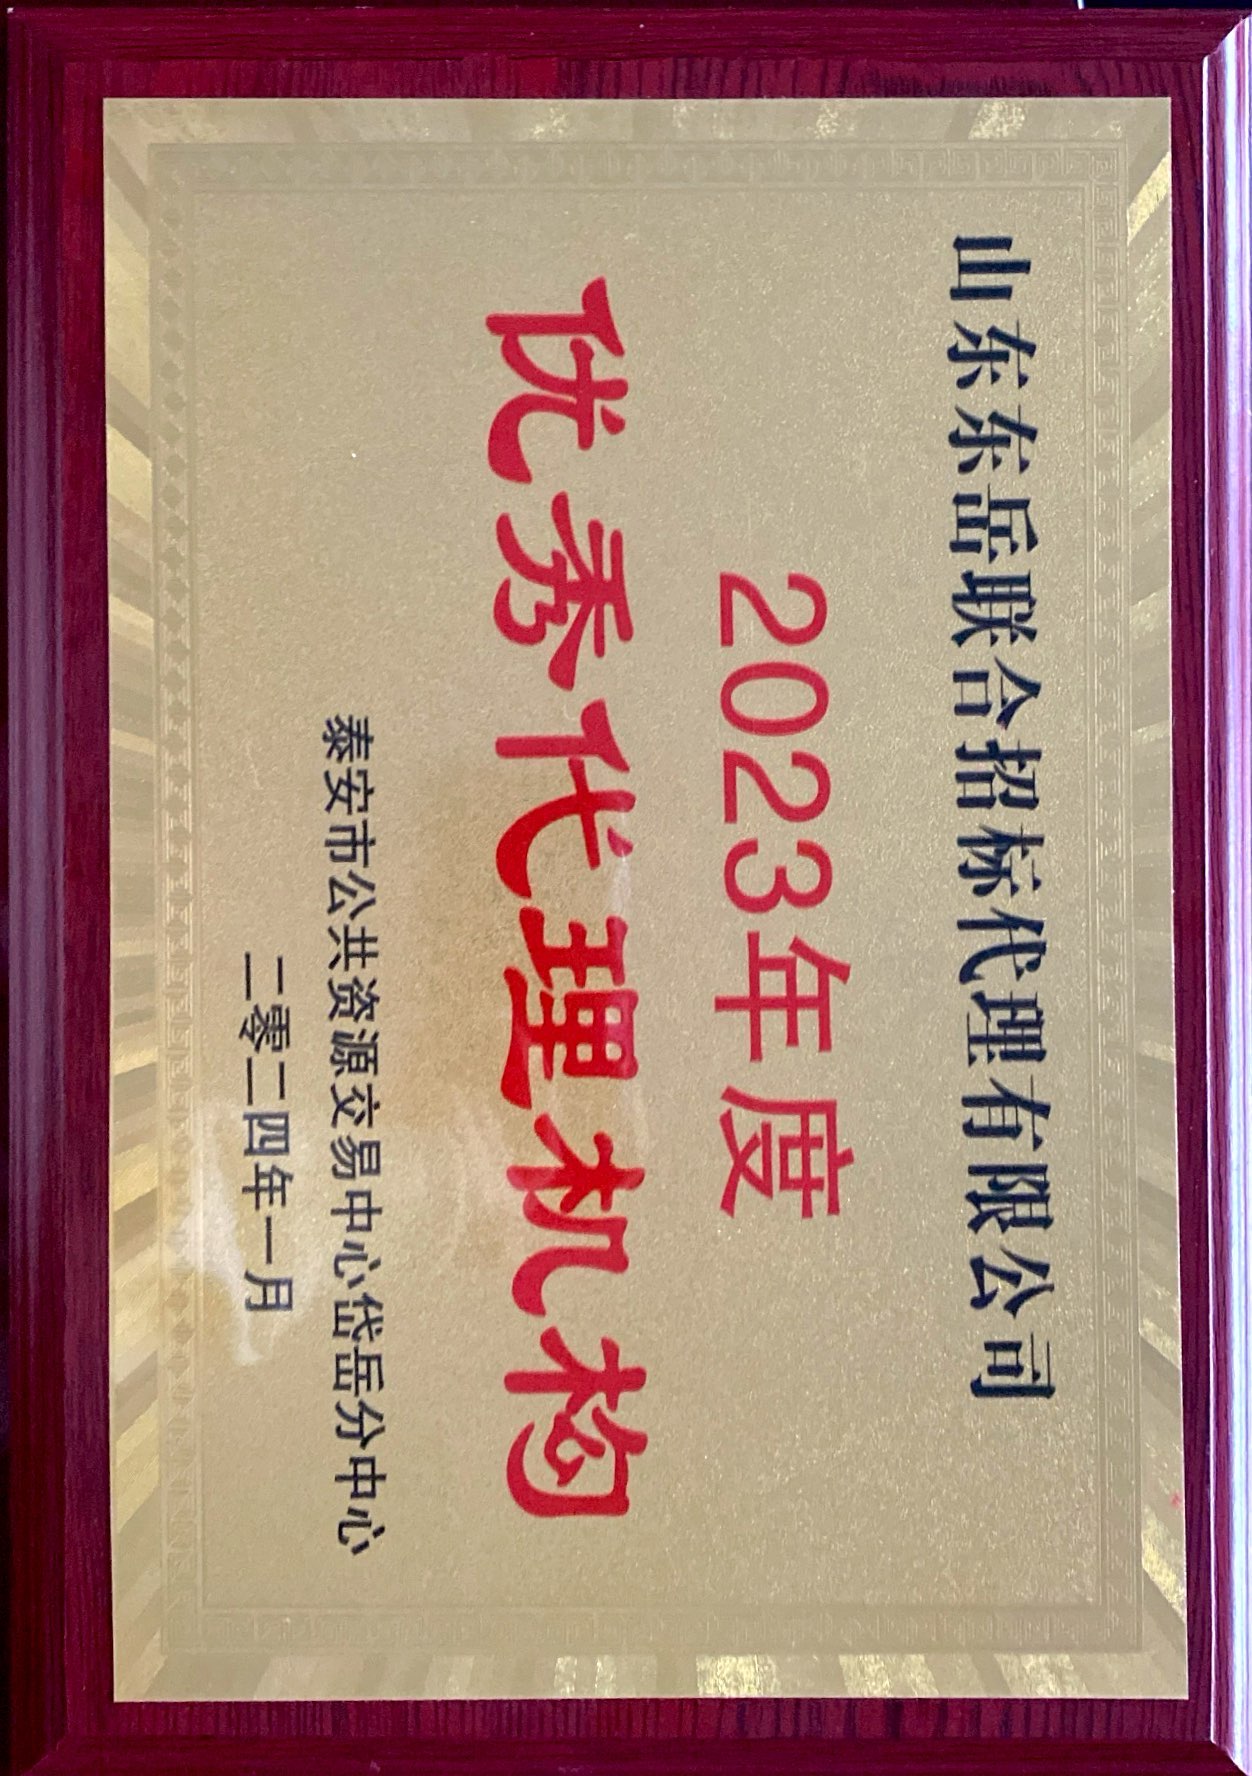 山东东岳联合招标代理有限公司
2023年度
优秀代理机构
泰安市公共资源交易中心岱岳分中心
二零二四年一月